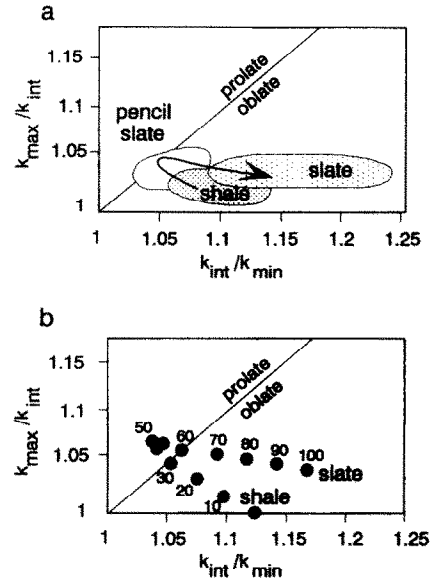 a
k_max/k_int
1.15
1.1
1.05
1
prolate
oblate
pencil
slate
slate
shale
1 1.05 1.1 1.15 1.2 1.25
k_int/k_min
b
k_max/k_int
1.15
1.1
1.05
1
prolate
oblate
50
60
70
80
90
100
slate
30
20
10
shale
1 1.05 1.1 1.15 1.2 1.25
k_int/k_min